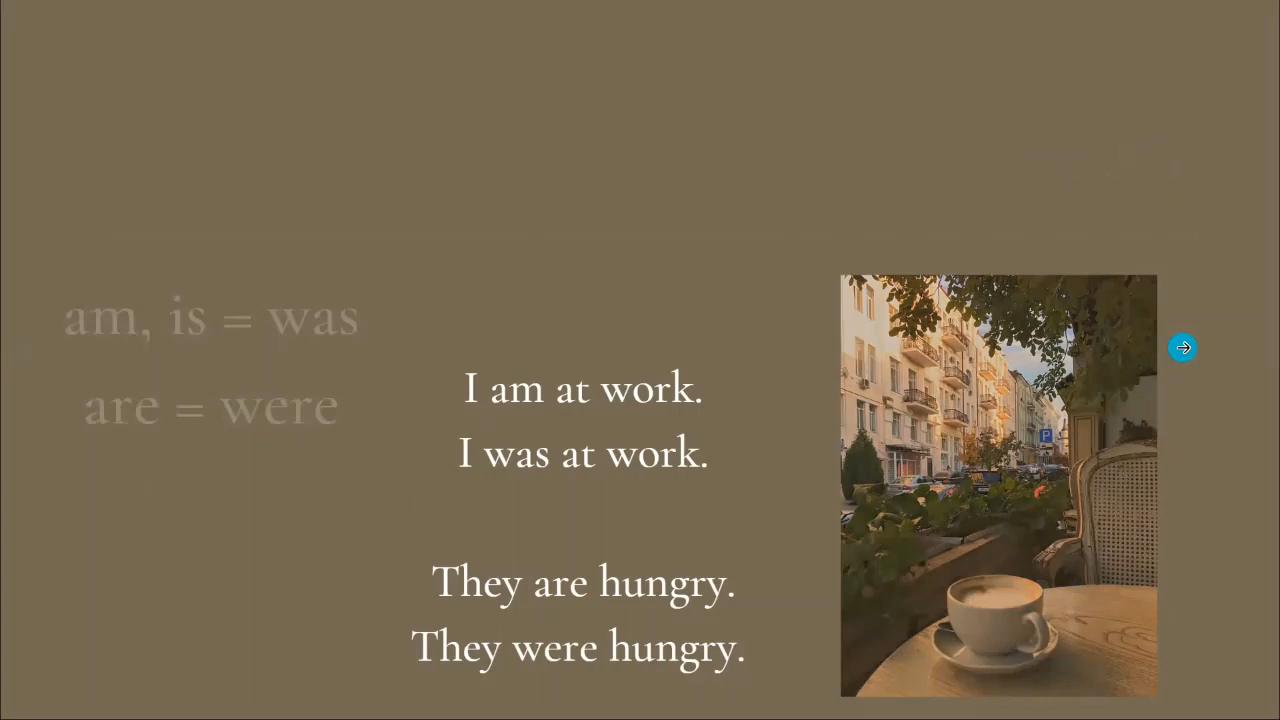 am, is = was
are = were
I am at work.
I was at work.
They are hungry.
They were hungry.
P